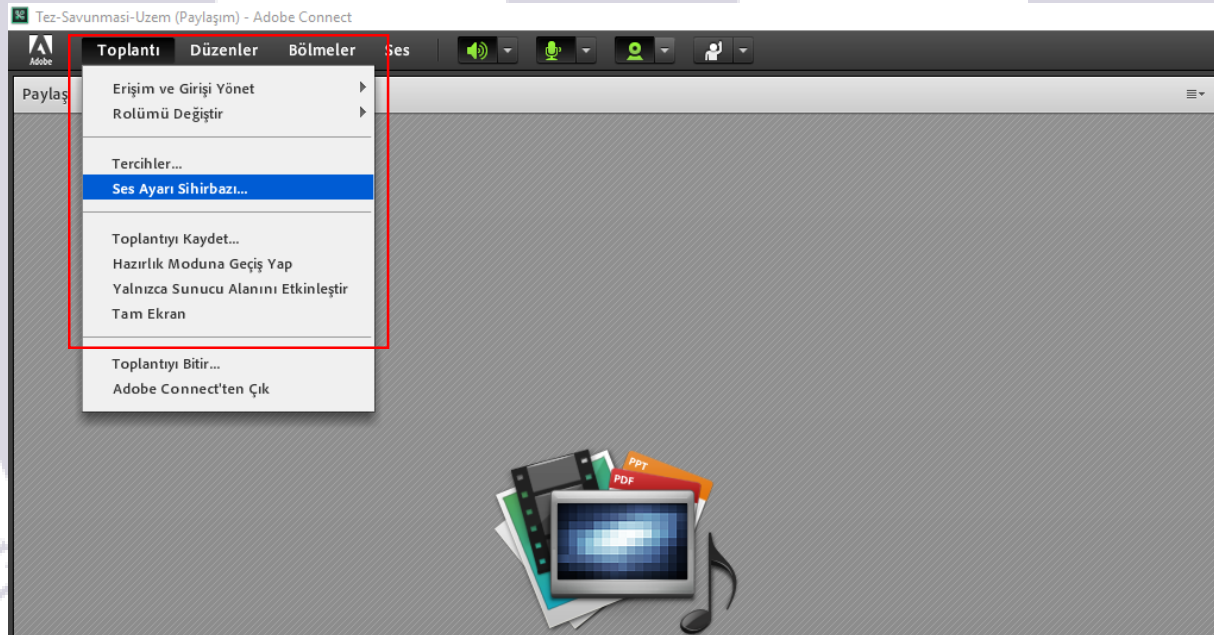 Tez-Savunmasi-Uzem (Paylaşım) - Adobe Connect
Adobe Toplantı Düzenler Bölmeler Ses
Paylaş
Erişim ve Girişi Yönet
Rolümü Değiştir
Tercihler...
Ses Ayarı Sihirbazı...
Toplantıyı Kaydet...
Hazırlık Moduna Geçiş Yap
Yalnızca Sunucu Alanını Etkinleştir
Tam Ekran
Toplantıyı Bitir...
Adobe Connect'ten Çık
PPT
PDF